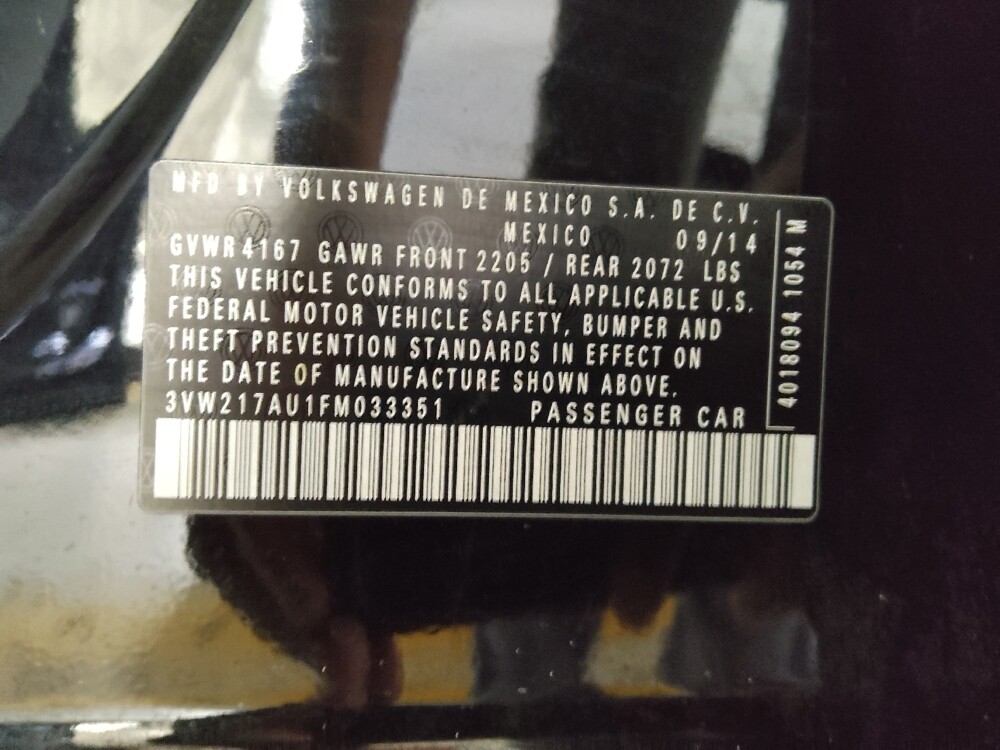 MFD BY VOLKSWAGEN DE MEXICO S.A. DE C.V.
MEXICO 09/14
GVWR 4167 GAWR FRONT 2205 / REAR 2072 LBS
THIS VEHICLE CONFORMS TO ALL APPLICABLE U.S.
FEDERAL MOTOR VEHICLE SAFETY, BUMPER AND
THEFT PREVENTION STANDARDS IN EFFECT ON
THE DATE OF MANUFACTURE SHOWN ABOVE.
3VW217AU1FM033351 PASSENGER CAR
4018094 1054 M